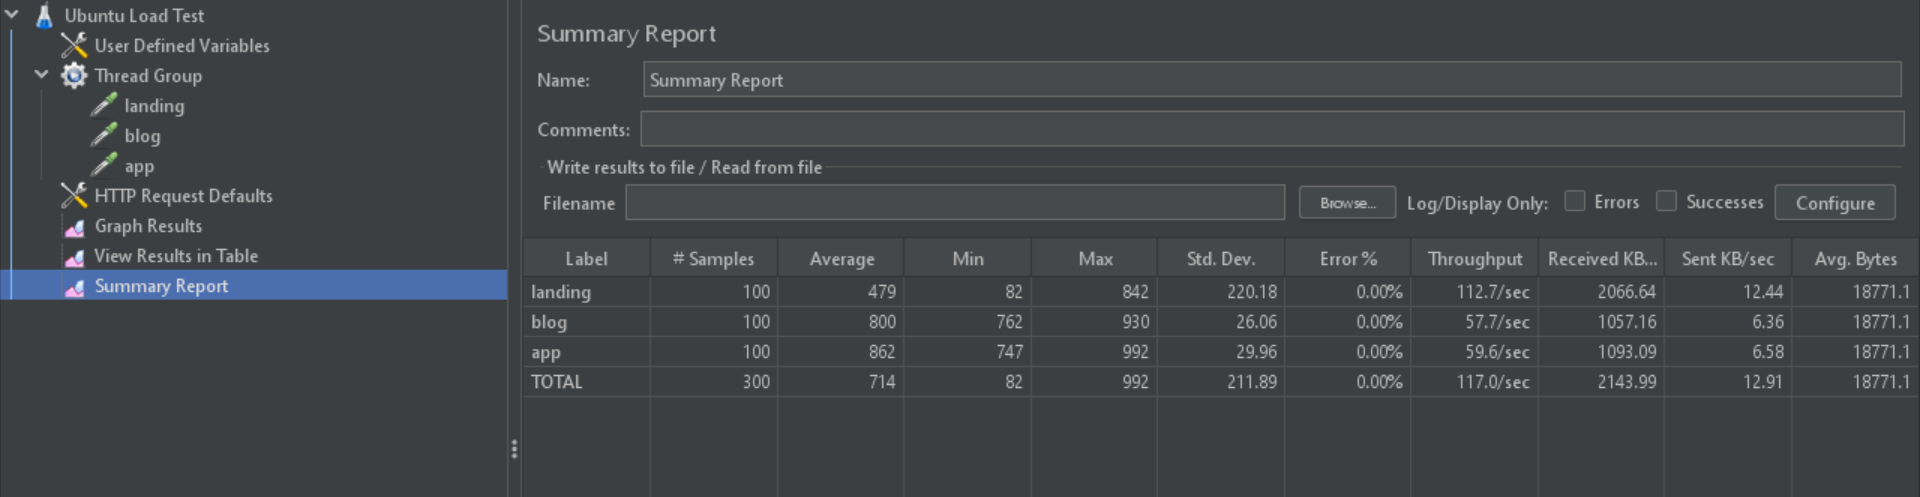 Ubuntu Load Test
User Defined Variables
Thread Group
landing
blog
app
HTTP Request Defaults
Graph Results
View Results in Table
Summary Report
Summary Report
Name: Summary Report
Comments:
Write results to file / Read from file
Filename Browse... Log/Display Only: Errors Successes Configure
Label # Samples Average Min Max Std. Dev. Error % Throughput Received KB... Sent KB/sec Avg. Bytes
landing 100 479 82 842 220.18 0.00% 112.7/sec 2066.64 12.44 18771.1
blog 100 800 762 930 26.06 0.00% 57.7/sec 1057.16 6.36 18771.1
app 100 862 747 992 29.96 0.00% 59.6/sec 1093.09 6.58 18771.1
TOTAL 300 714 82 992 211.89 0.00% 117.0/sec 2143.99 12.91 18771.1